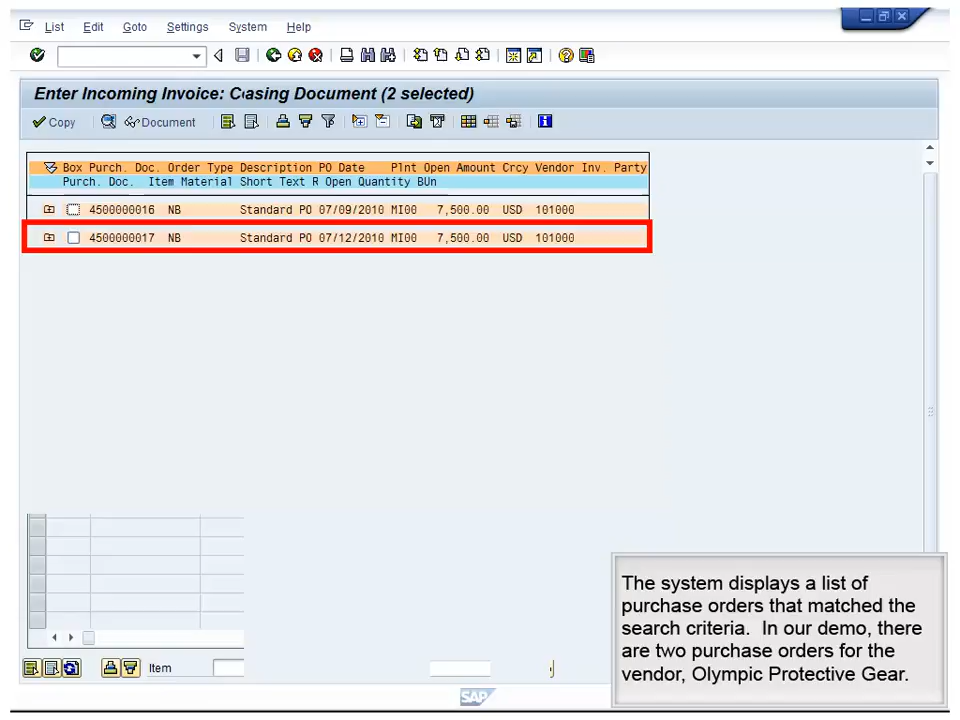 List Edit Goto Settings System Help
Enter Incoming Invoice: Casing Document (2 selected)
Copy Document
Box Purch. Doc. Order Type Description PO Date Plnt Open Amount Crcy Vendor Inv. Party
Purch. Doc. Item Material Short Text R Open Quantity BUn
4500000016 NB Standard PO 07/09/2010 MI00 7,500.00 USD 101000
4500000017 NB Standard PO 07/12/2010 MI00 7,500.00 USD 101000
The system displays a list of
purchase orders that matched the
search criteria. In our demo, there
are two purchase orders for the
vendor, Olympic Protective Gear.
Item
SAP